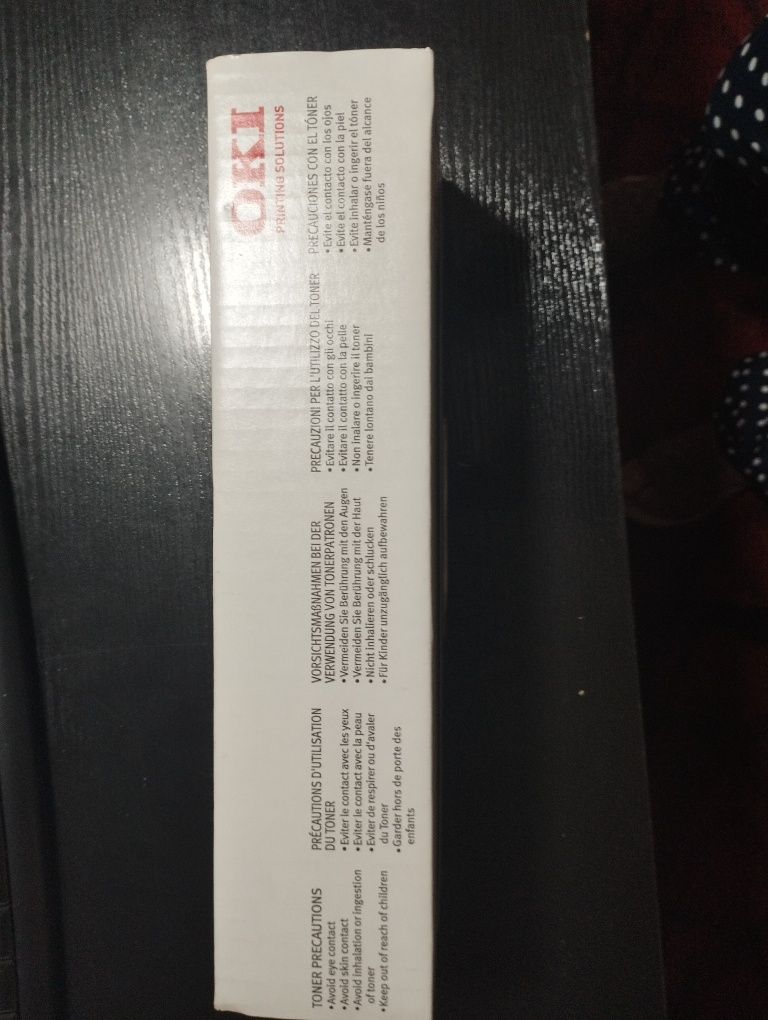 OKI
PRINTING SOLUTIONS
TONER PRECAUTIONS
• Avoid eye contact
• Avoid skin contact
• Avoid inhalation or ingestion
of toner
• Keep out of reach of children
PRÉCAUTIONS D'UTILISATION
DU TONER
• Eviter le contact avec les yeux
• Eviter le contact avec la peau
• Eviter de respirer ou d'avaler
du Toner
• Garder hors de porte des
enfants
VORSICHTSMAßNAHMEN BEI DER
VERWENDUNG VON TONERPATRONEN
• Vermeiden Sie Berührung mit den Augen
• Vermeiden Sie Berührung mit der Haut
• Nicht inhalieren oder schlucken
• Für Kinder unzugänglich aufbewahren
PRECAUZIONI PER L'UTILIZZO DEL TONER
• Evitare il contatto con gli occhi
• Evitare il contatto con la pelle
• Non inalare o ingerire il toner
• Tenere lontano dai bambini
PRECAUCIONES CON EL TÓNER
• Evite el contacto con los ojos
• Evite el contacto con la piel
• Evite inhalar o ingerir el tóner
• Manténgase fuera del alcance
de los niños